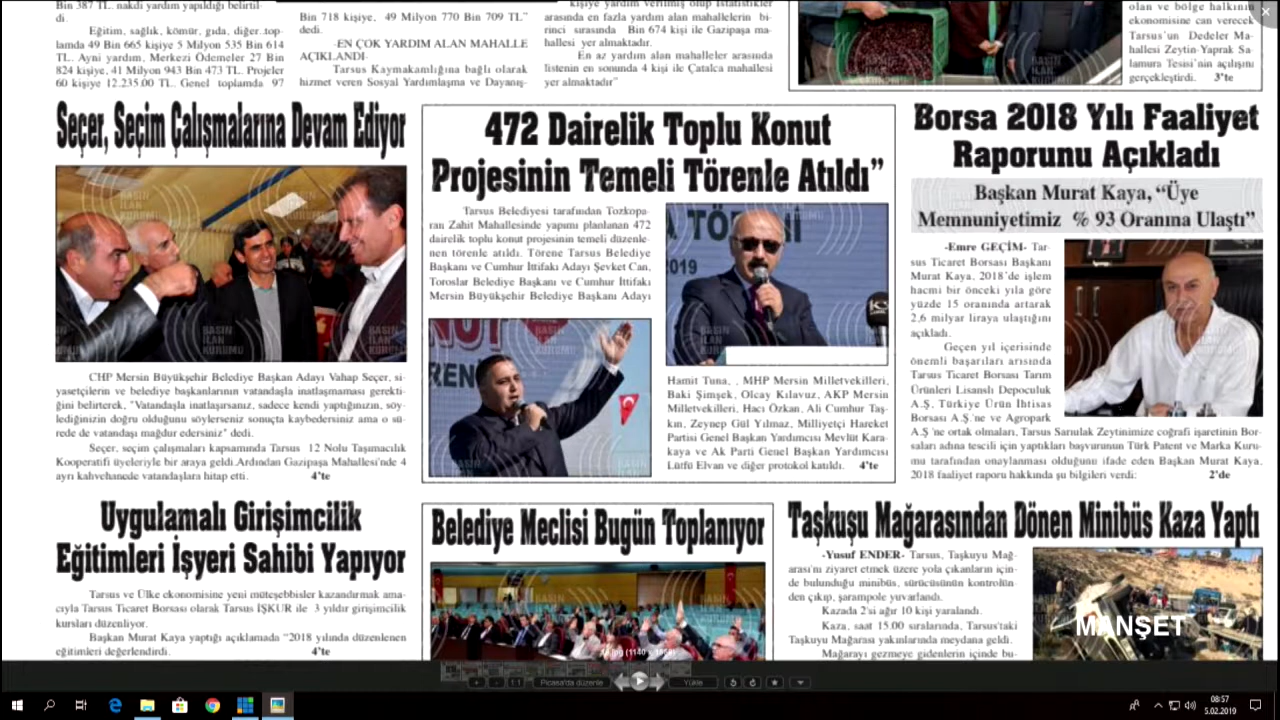 Bin 387 TL. nakdi yardım yapıldığı belirtil-
di.
Eğitim, sağlık, kömür, gıda, diğer..top-
lamda 49 Bin 665 kişiye 5 Milyon 535 Bin 614
TL. Ayni yardım, Merkezi Ödemeler 27 Bin
824 kişiye, 41 Milyon 943 Bin 473 TL. Projeler
60 kişiye 12.235.00 TL. Genel toplamda 97
Bin 718 kişiye, 49 Milyon 770 Bin 709 TL"
dedi.
-EN ÇOK YARDIM ALAN MAHALLE
AÇIKLANDI-
Tarsus Kaymakamlığına bağlı olarak
hizmet veren Sosyal Yardımlaşma ve Dayanış-
kişiye yardım verilmiş olup İstatistikler
arasında en fazla yardım alan mahallerin bi-
rinci sırasında Bin 674 kişi ile Gazipaşa ma-
hallesi yer almaktadır.
En az yardım alan mahalleler arasında
listenin en sonunda 4 kişi ile Çatalca mahallesi
yer almaktadır"
olan ve bölge halkının
ekonomisine can verecek
Tarsus'un Dedeler Ma-
hallesi Zeytin-Yaprak Sa-
lamura Tesisi'nin açılışını
gerçekleştirdi. 3'te
Seçer, Seçim Çalışmalarına Devam Ediyor
CHP Mersin Büyükşehir Belediye Başkan Adayı Vahap Seçer, si-
yasetçilerin ve belediye başkanlarının vatandaşla inatlaşmaması gerekti-
ğini belirterek, "Vatandaşla inatlaşırsanız, sadece kendi yaptığınızın, söy-
lediğinizin doğru olduğunu söylerseniz sonuçta kaybedersiniz ama o sü-
rede de vatandaşı mağdur edersiniz" dedi.
Seçer, seçim çalışmaları kapsamında Tarsus 12 Nolu Taşımacılık
Kooperatifi üyeleriyle bir araya geldi.Ardından Gazipaşa Mahallesi'nde 4
ayrı kahvehanede vatandaşlara hitap etti. 4'te
472 Dairelik Toplu Konut
Projesinin Temeli Törenle Atıldı"
Tarsus Belediyesi tarafından Tozkopa-
ran Zahit Mahallesinde yapımı planlanan 472
dairelik toplu konut projesinin temeli düzenle-
nen törenle atıldı. Törene Tarsus Belediye
Başkanı ve Cumhur İttifakı Adayı Şevket Can,
Toroslar Belediye Başkanı ve Cumhur İttifakı
Mersin Büyükşehir Belediye Başkanı Adayı
Hamit Tuna, , MHP Mersin Milletvekilleri,
Baki Şimşek, Olcay Kılavuz, AKP Mersin
Milletvekilleri, Hacı Özkan, Ali Cumhur Taş-
kın, Zeynep Gül Yılmaz, Milliyetçi Hareket
Partisi Genel Başkan Yardımcısı Mevlüt Kara-
kaya ve Ak Parti Genel Başkan Yardımcısı
Lütfü Elvan ve diğer protokol katıldı. 4'te
Borsa 2018 Yılı Faaliyet
Raporunu Açıkladı
Başkan Murat Kaya, "Üye
Memnuniyetimiz % 93 Oranına Ulaştı"
-Emre GEÇİM- Tar-
sus Ticaret Borsası Başkanı
Murat Kaya, 2018'de işlem
hacmi bir önceki yıla göre
yüzde 15 oranında artarak
2,6 milyar liraya ulaştığını
açıkladı.
Geçen yıl içerisinde
önemli başarıları arasında
Tarsus Ticaret Borsası Tarım
Ürünleri Lisanslı Depoculuk
A.Ş, Türkiye Ürün İhtisas
Borsası A.Ş.'ne ve Agropark
A.Ş 'ne ortak olmaları, Tarsus Sarıulak Zeytinimize coğrafi işaretinin Bor-
saları adına tescili için yaptıkları başvurunun Türk Patent ve Marka Kuru-
mu tarafından onaylanması olduğunu ifade eden Başkan Murat Kaya,
2018 faaliyet raporu hakkında şu bilgileri verdi: 2'de
Uygulamalı Girişimcilik
Eğitimleri İşyeri Sahibi Yapıyor
Tarsus ve Ülke ekonomisine yeni müteşebbisler kazandırmak ama-
cıyla Tarsus Ticaret Borsası olarak Tarsus İŞKUR ile 3 yıldır girişimcilik
kursları düzenliyor.
Başkan Murat Kaya yaptığı açıklamada "2018 yılında düzenlenen
eğitimleri değerlendirdi. 4'te
Belediye Meclisi Bugün Toplanıyor
Taşkuşu Mağarasından Dönen Minibüs Kaza Yaptı
-Yusuf ENDER- Tarsus, Taşkuyu Mağ-
arası'nı ziyaret etmek üzere yola çıkanların için-
de bulunduğu minibüs, sürücüsünün kontrolün-
den çıkıp, şarampole yuvarlandı.
Kazada 2'si ağır 10 kişi yaralandı.
Kaza, saat 15.00 sıralarında, Tarsus'taki
Taşkuyu Mağarası yakınlarında meydana geldi.
Mağarayı gezmeye gidenlerin içinde bu-
MANŞET
1:1
Picasa'da düzenle
Yükle
08:57
5.02.2019